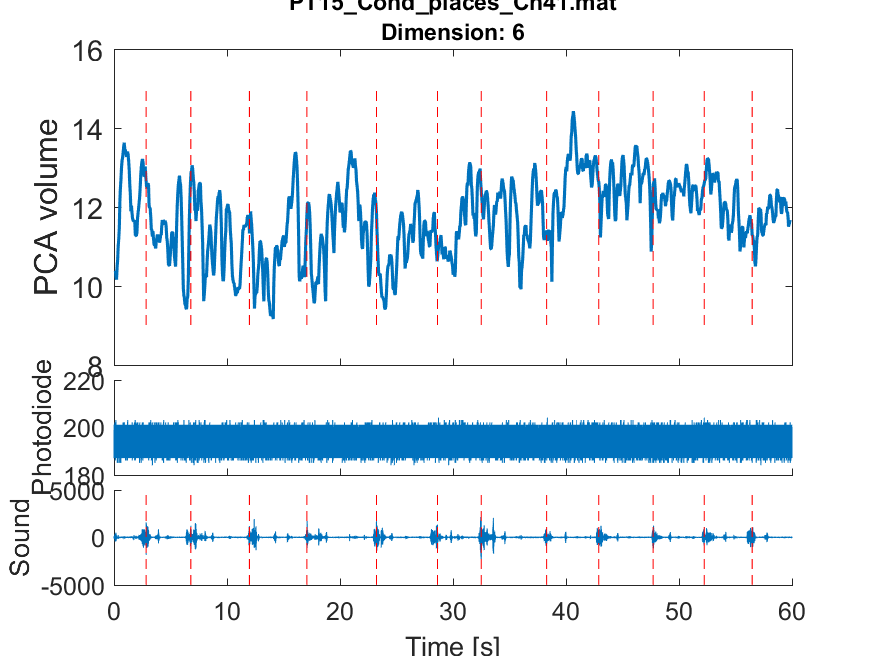 PT15_Cond_places_Ch41.mat
Dimension: 6
16
14
12
10
8
PCA volume
220
200
180
Photodiode
5000
0
-5000
Sound
0 10 20 30 40 50 60
Time [s]